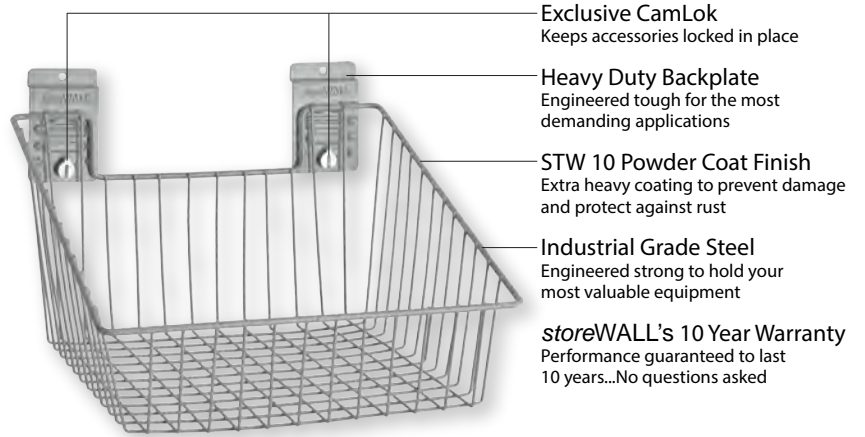 Exclusive CamLok
Keeps accessories locked in place
Heavy Duty Backplate
Engineered tough for the most
demanding applications
STW 10 Powder Coat Finish
Extra heavy coating to prevent damage
and protect against rust
Industrial Grade Steel
Engineered strong to hold your
most valuable equipment
storeWALL's 10 Year Warranty
Performance guaranteed to last
10 years...No questions asked